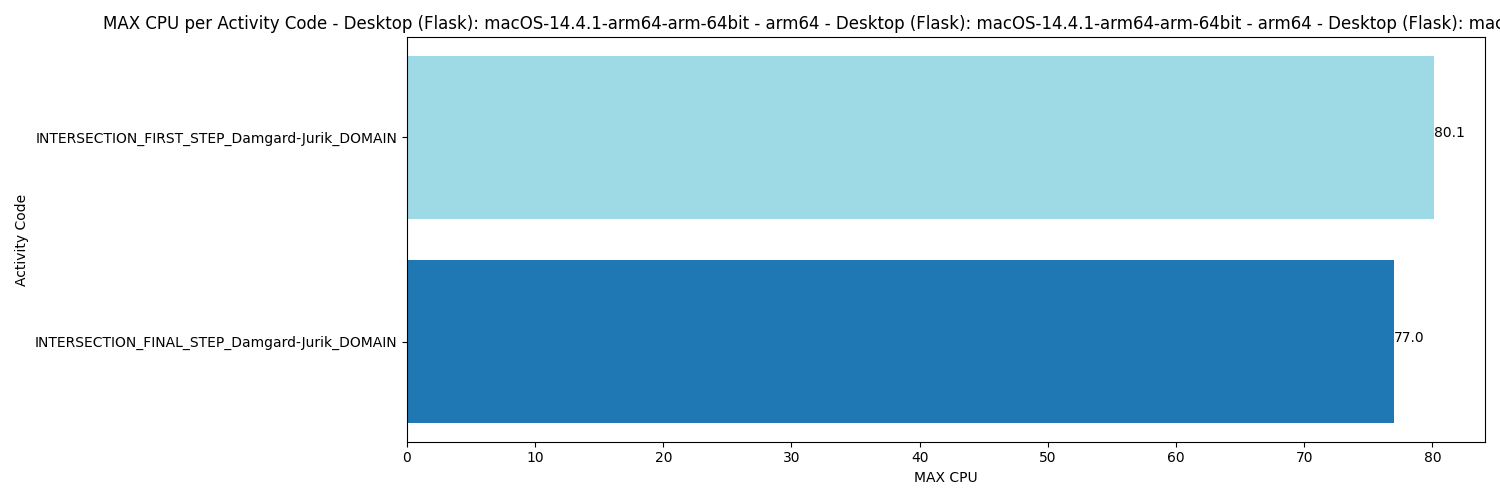 MAX CPU per Activity Code - Desktop (Flask): macOS-14.4.1-arm64-arm-64bit - arm64 - Desktop (Flask): macOS-14.4.1-arm64-arm-64bit - arm64 - Desktop (Flask):
INTERSECTION_FIRST_STEP_Damgard-Jurik_DOMAIN
80.1
Activity Code
INTERSECTION_FINAL_STEP_Damgard-Jurik_DOMAIN
77.0
0 10 20 30 40 50 60 70 80
MAX CPU